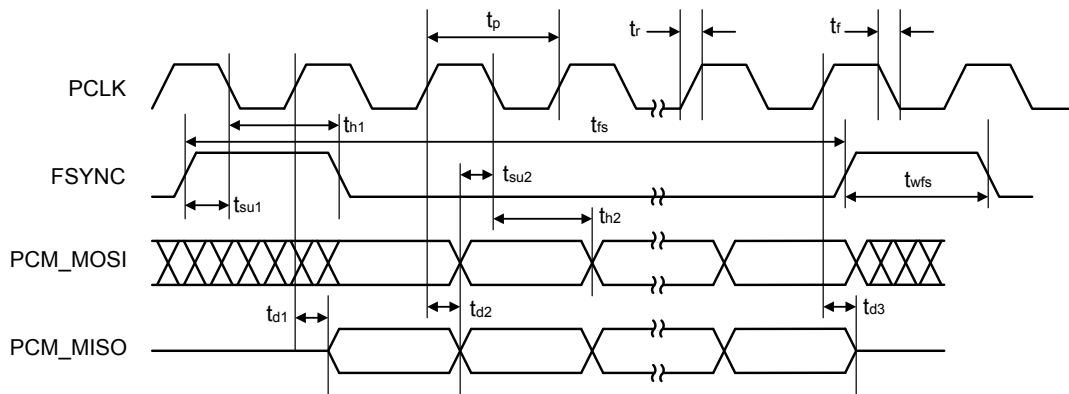 tp
tr
tf
PCLK
th1
tfs
FSYNC
tsu1
tsu2
twfs
th2
PCM_MOSI
td1
td2
td3
PCM_MISO